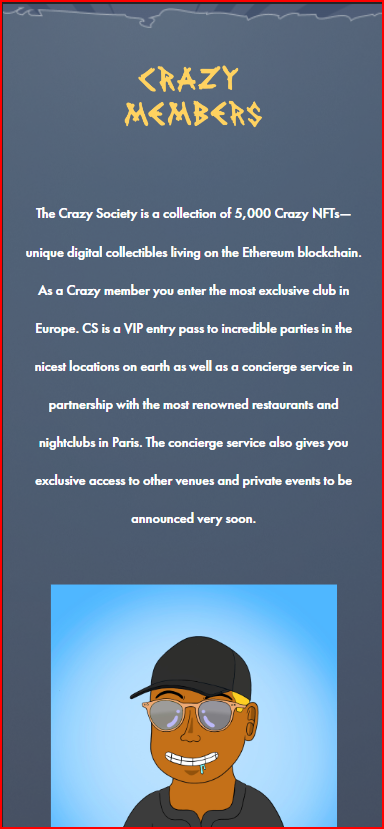 CRAZY
MEMBERS
The Crazy Society is a collection of 5,000 Crazy NFTs—
unique digital collectibles living on the Ethereum blockchain.
As a Crazy member you enter the most exclusive club in
Europe. CS is a VIP entry pass to incredible parties in the
nicest locations on earth as well as a concierge service in
partnership with the most renowned restaurants and
nightclubs in Paris. The concierge service also gives you
exclusive access to other venues and private events to be
announced very soon.